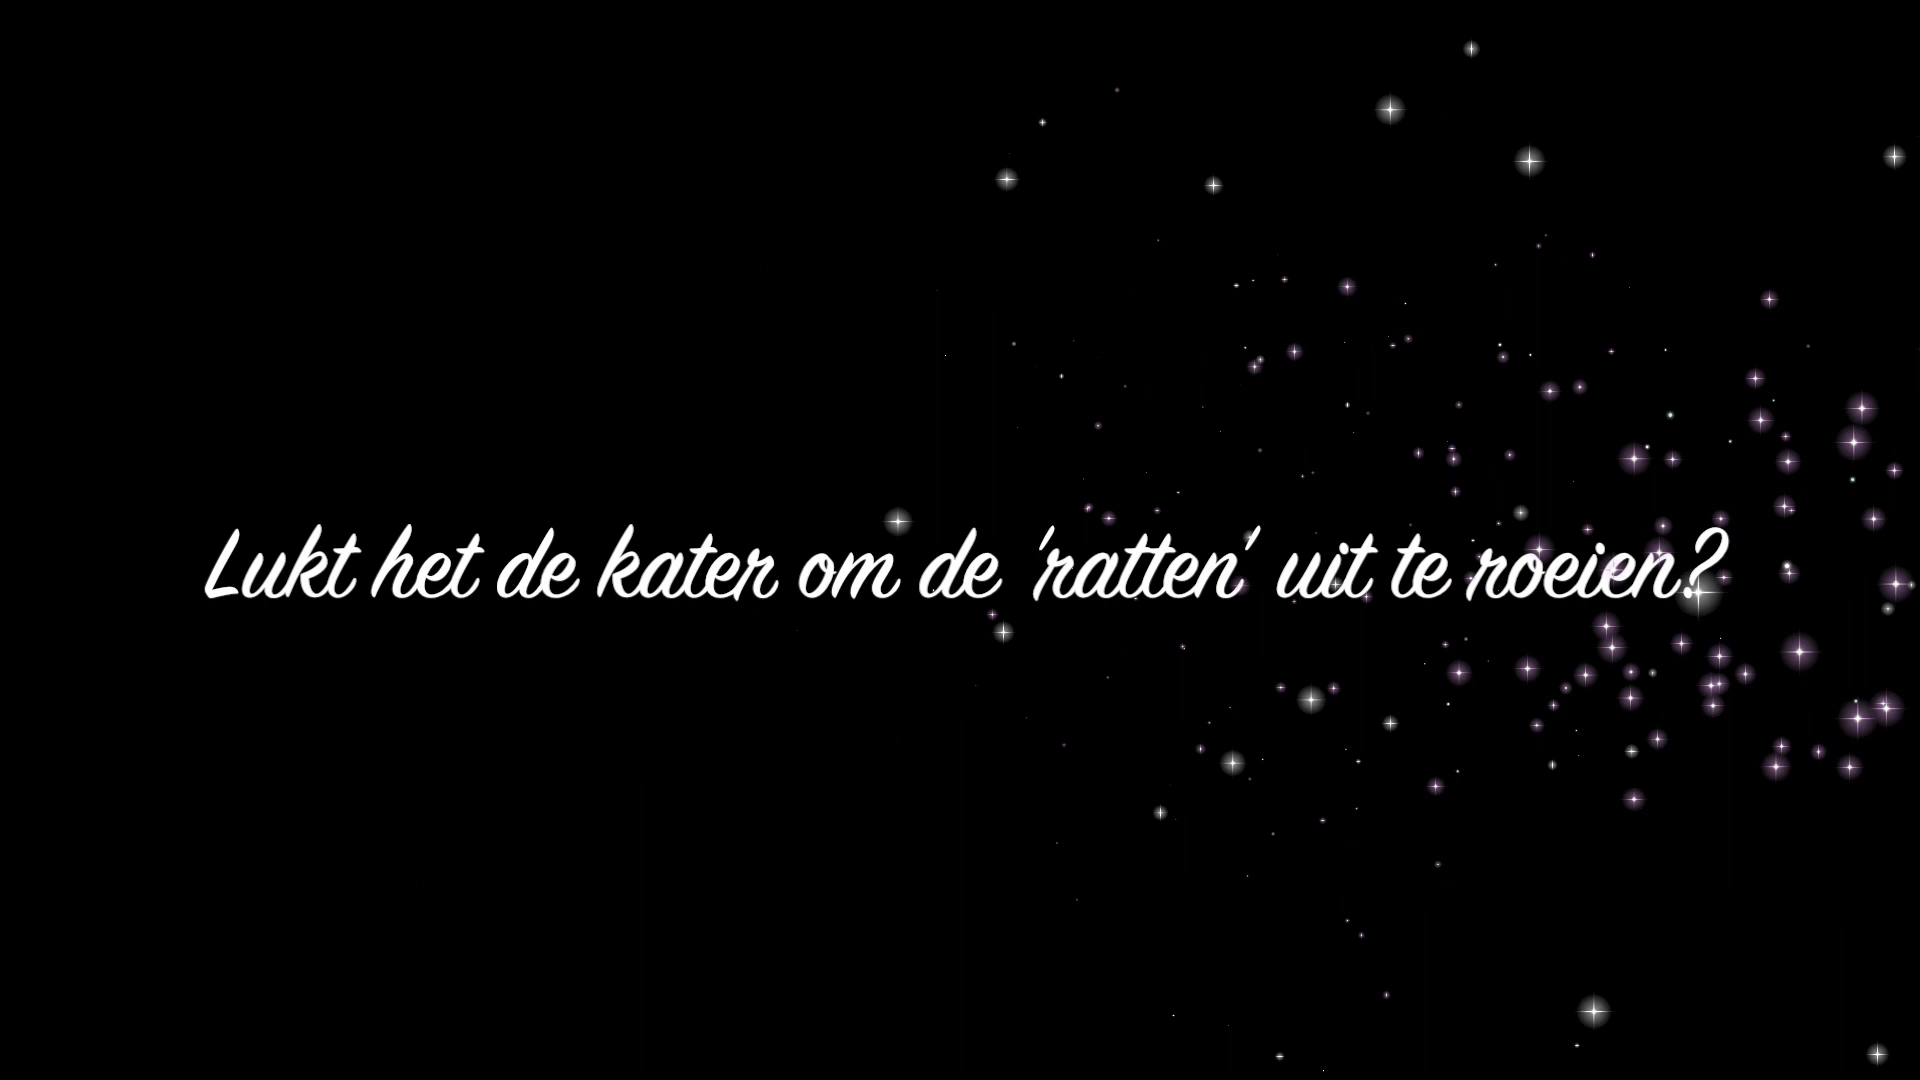 Lukt het de kater om de 'ratten' uit te roeien?